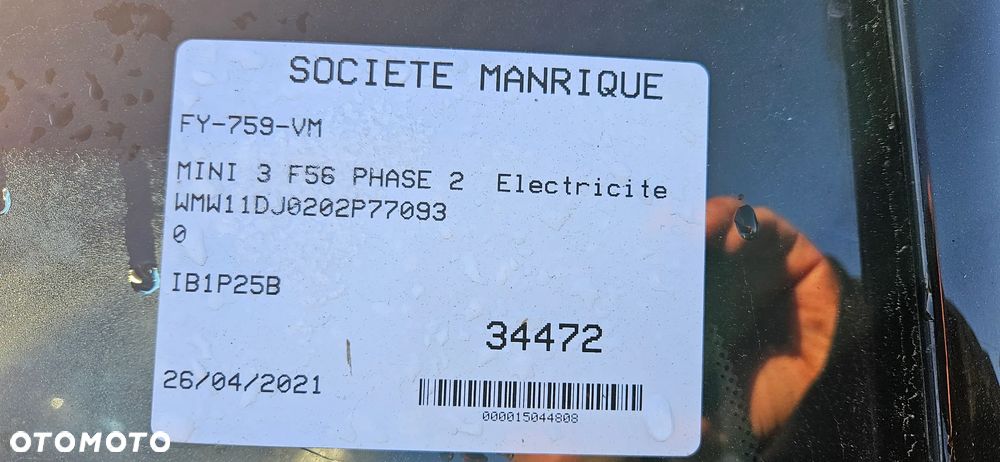 SOCIETE MANRIQUE
FY-759-VM
MINI 3 F56 PHASE 2 Electricite
WMW11DJ0202P77093
0
IB1P25B
34472
26/04/2021
000015044808
OTOMOTO